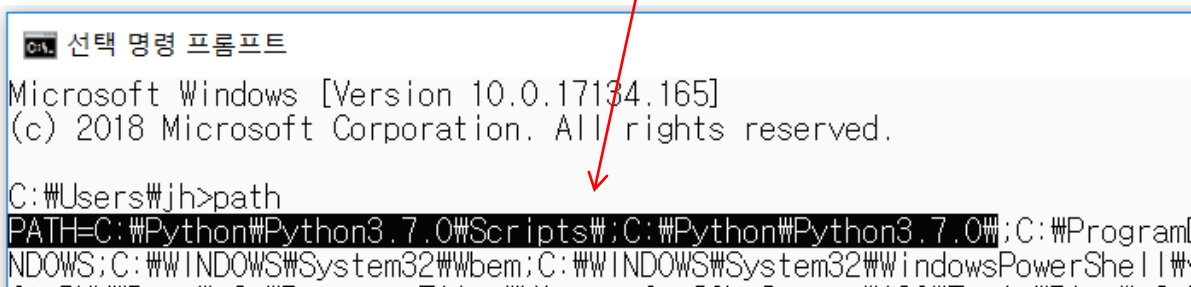 선택 명령 프롬프트
Microsoft Windows [Version 10.0.17134.165]
(c) 2018 Microsoft Corporation. All rights reserved.
C:₩Users₩jh>path
PATH=C:₩Python₩Python3.7.0₩Scripts₩;C:₩Python₩Python3.7.0₩;C:₩Program
NDOWS;C:₩WINDOWS₩System32₩Wbem;C:₩WINDOWS₩System32₩WindowsPowerShell₩